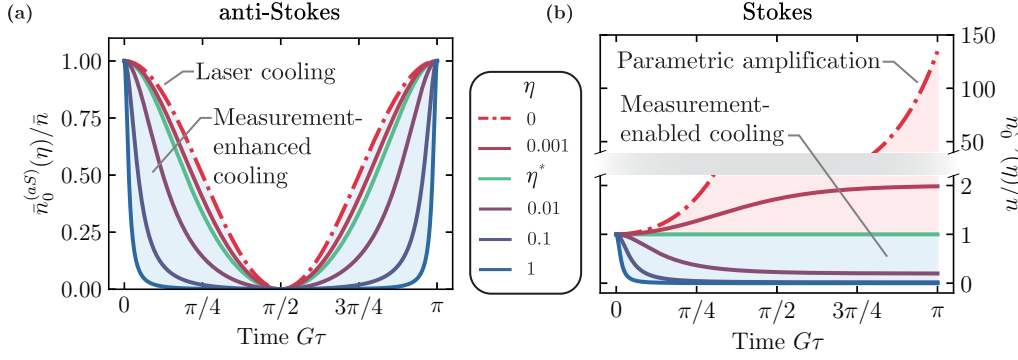 (a)
anti-Stokes
n̄₀⁽ᵃˢ⁾(η)/n̄
1.00
0.75
0.50
0.25
0.00
Laser cooling
Measurement-
enhanced
cooling
0
π/4
π/2
3π/4
π
Time Gτ
η
0
0.001
η*
0.01
0.1
1
(b)
Stokes
Parametric amplification
Measurement-
enabled cooling
150
100
50
2
1
0
0
π/4
π/2
3π/4
π
Time Gτ